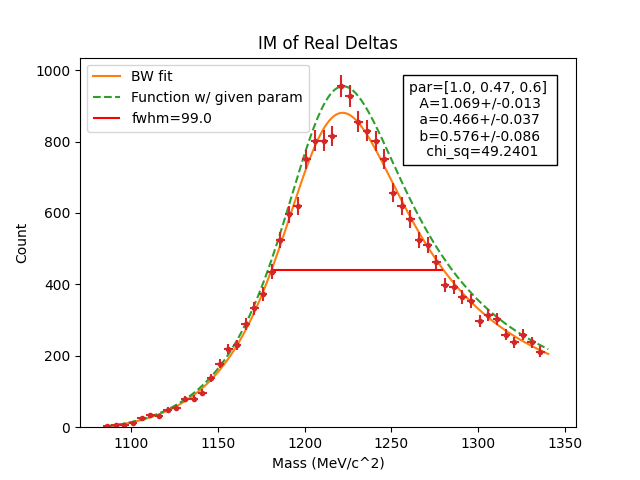 IM of Real Deltas
BW fit
Function w/ given param
fwhm=99.0
par=[1.0, 0.47, 0.6]
A=1.069+/-0.013
a=0.466+/-0.037
b=0.576+/-0.086
chi_sq=49.2401
1000
800
600
400
200
0
Count
1100 1150 1200 1250 1300 1350
Mass (MeV/c^2)